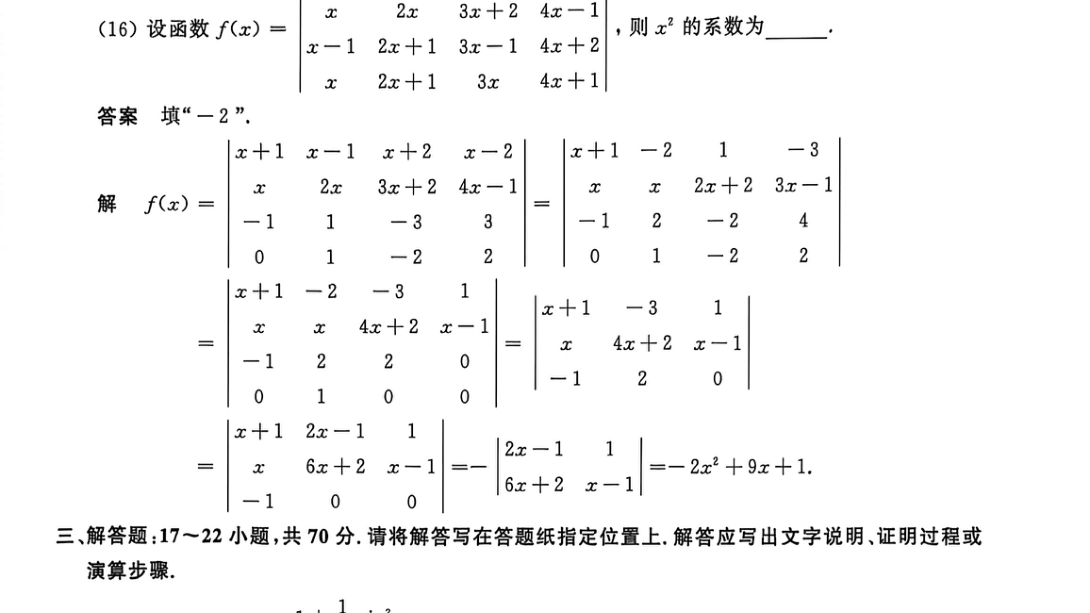 x 2x 3x+2 4x-1
(16) 设函数 f(x) = x-1 2x+1 3x-1 4x+2 , 则 x² 的系数为______.
x 2x+1 3x 4x+1
答案 填“-2”.
x+1 x-1 x+2 x-2 x+1 -2 1 -3
x 2x 3x+2 4x-1 x x 2x+2 3x-1
解 f(x) = =
-1 1 -3 3 -1 2 -2 4
0 1 -2 2 0 1 -2 2
x+1 -2 -3 1
x+1 -3 1
x x 4x+2 x-1
= = x 4x+2 x-1
-1 2 2 0
-1 2 0
0 1 0 0
x+1 2x-1 1
2x-1 1
= x 6x+2 x-1 =- =-2x²+9x+1.
6x+2 x-1
-1 0 0
三、解答题:17~22 小题,共 70 分. 请将解答写在答题纸指定位置上. 解答应写出文字说明、证明过程或
演算步骤.